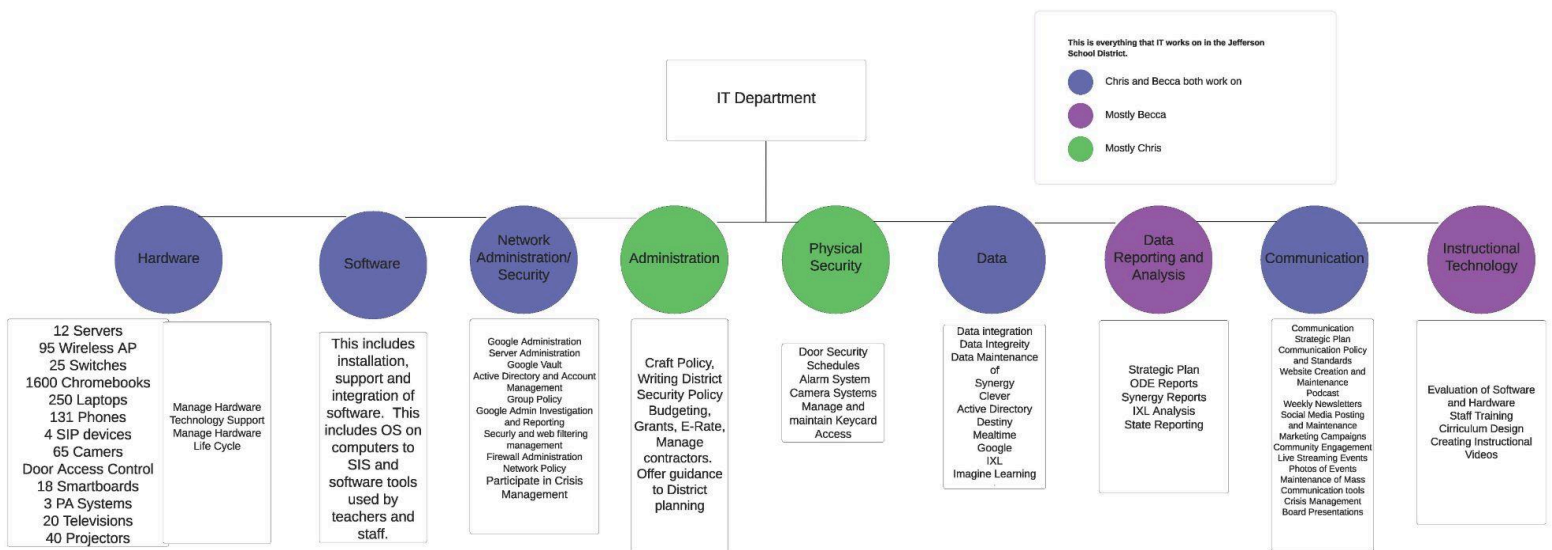 This is everything that IT works on in the Jefferson
School District.
Chris and Becca both work on
Mostly Becca
Mostly Chris
IT Department
Hardware
Software
Network
Administration/
Security
Administration
Physical
Security
Data
Data
Reporting and
Analysis
Communication
Instructional
Technology
12 Servers
95 Wireless AP
25 Switches
1600 Chromebooks
250 Laptops
131 Phones
4 SIP devices
65 Camers
Door Access Control
18 Smartboards
3 PA Systems
20 Televisions
40 Projectors
Manage Hardware
Technology Support
Manage Hardware
Life Cycle
This includes
installation,
support and
integration of
software. This
includes OS on
computers to
SIS and
software tools
used by
teachers and
staff.
Google Administration
Server Administration
Google Vault
Active Directory and Account
Management
Group Policy
Google Admin Investigation
and Reporting
Securly and web filtering
management
Firewall Administration
Network Policy
Participate in Crisis
Management
Craft Policy,
Writing District
Security Policy
Budgeting,
Grants, E-Rate,
Manage
contractors.
Offer guidance
to District
planning
Door Security
Schedules
Alarm System
Camera Systems
Manage and
maintain Keycard
Access
Data integration
Data Integreity
Data Maintenance
of
Synergy
Clever
Active Directory
Destiny
Mealtime
Google
IXL
Imagine Learning
Strategic Plan
ODE Reports
Synergy Reports
IXL Analysis
State Reporting
Communication
Strategic Plan
Communication Policy
and Standards
Website Creation and
Maintenance
Podcast
Weekly Newsletters
Social Media Posting
and Maintenance
Marketing Campaigns
Community Engagement
Live Streaming Events
Photos of Events
Maintenance of Mass
Communication tools
Crisis Management
Board Presentations
Evaluation of Software
and Hardware
Staff Training
Cirriculum Design
Creating Instructional
Videos